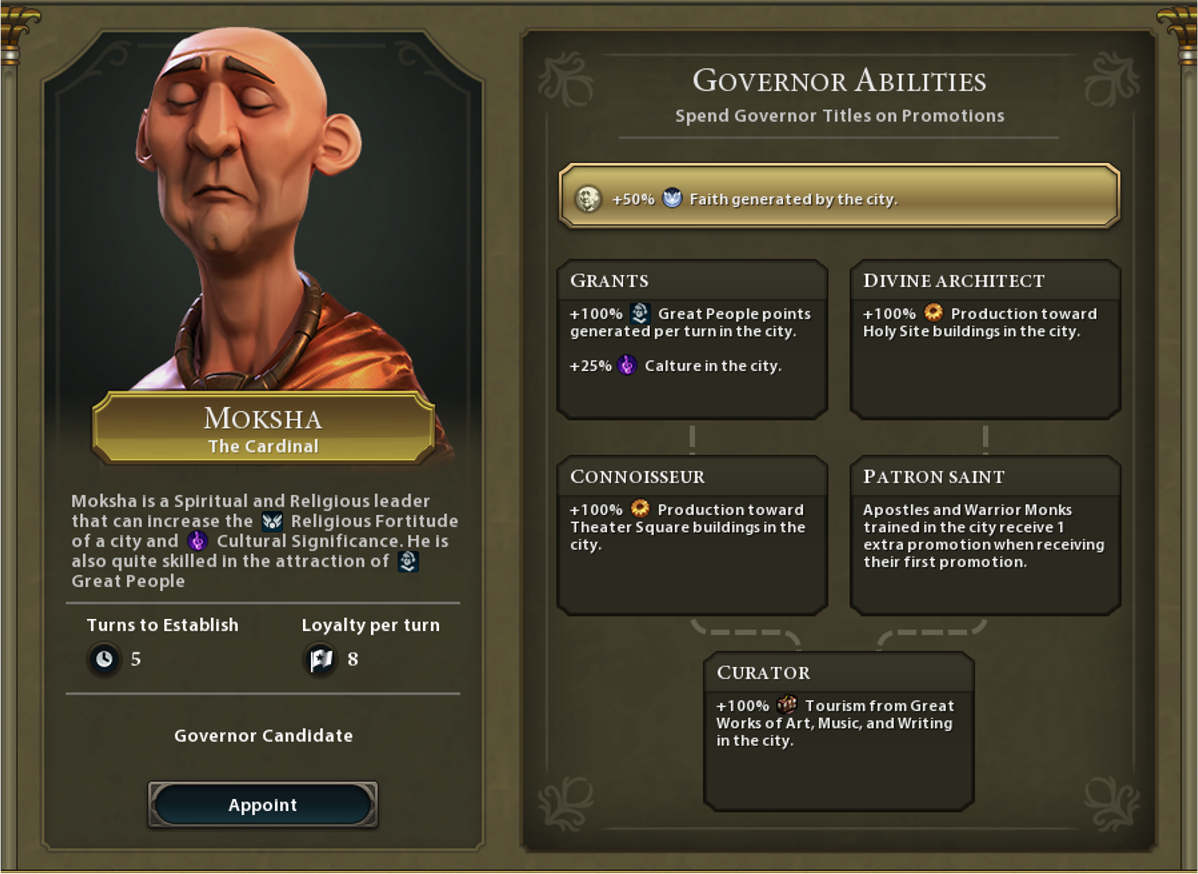 MOKSHA
The Cardinal
Moksha is a Spiritual and Religious leader
that can increase the Religious Fortitude
of a city and Cultural Significance. He is
also quite skilled in the attraction of
Great People
Turns to Establish
5
Loyalty per turn
8
Governor Candidate
Appoint
GOVERNOR ABILITIES
Spend Governor Titles on Promotions
+50% Faith generated by the city.
GRANTS
+100% Great People points
generated per turn in the city.
+25% Calture in the city.
DIVINE ARCHITECT
+100% Production toward
Holy Site buildings in the city.
CONNOISSEUR
+100% Production toward
Theater Square buildings in the
city.
PATRON SAINT
Apostles and Warrior Monks
trained in the city receive 1
extra promotion when receiving
their first promotion.
CURATOR
+100% Tourism from Great
Works of Art, Music, and Writing
in the city.